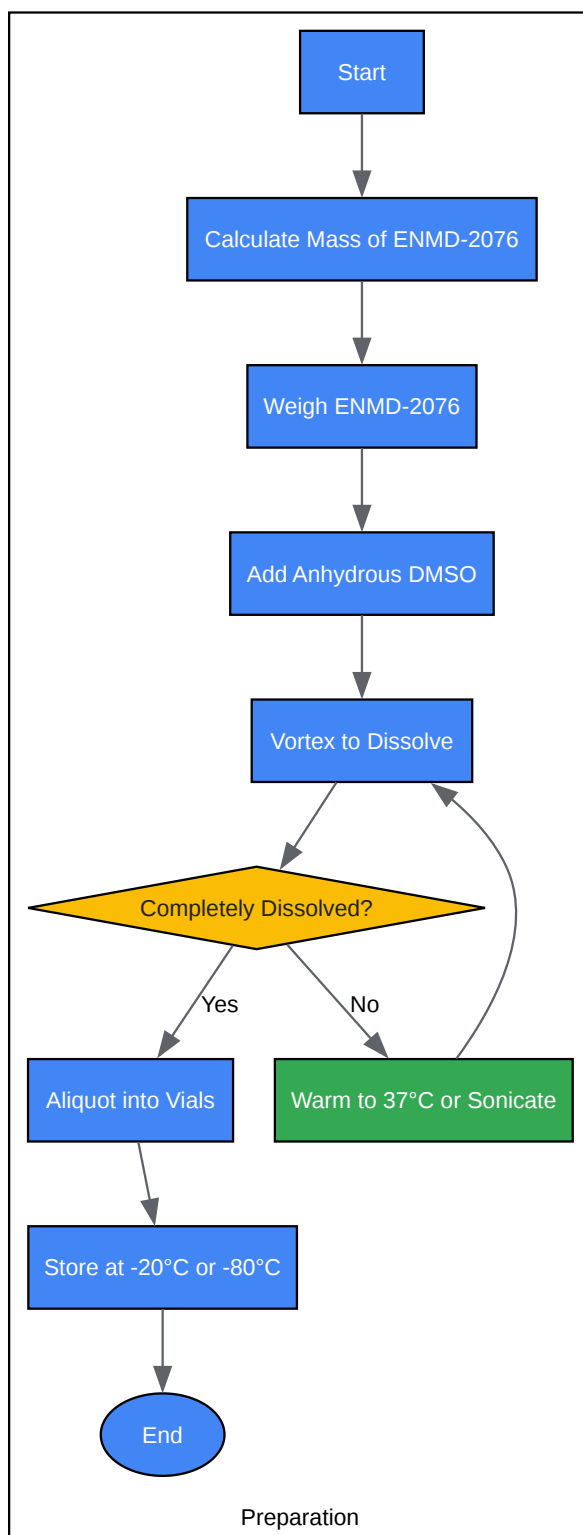 Start
Calculate Mass of ENMD-2076
Weigh ENMD-2076
Add Anhydrous DMSO
Vortex to Dissolve
Completely Dissolved?
Yes
No
Aliquot into Vials
Warm to 37°C or Sonicate
Store at -20°C or -80°C
End
Preparation